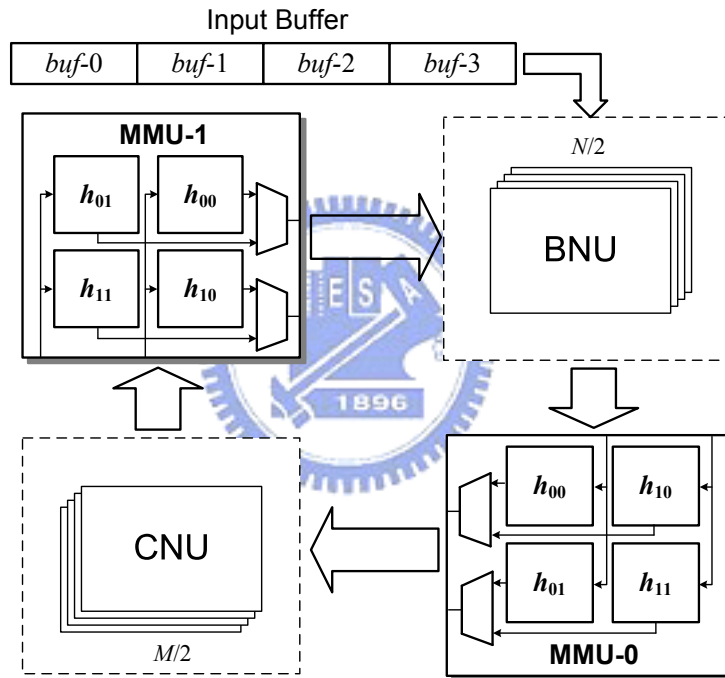 Input Buffer
buf-0 buf-1 buf-2 buf-3
MMU-1
h01 h00
h11 h10
N/2
BNU
ESA
1896
CNU
M/2
h00 h10
h01 h11
MMU-0